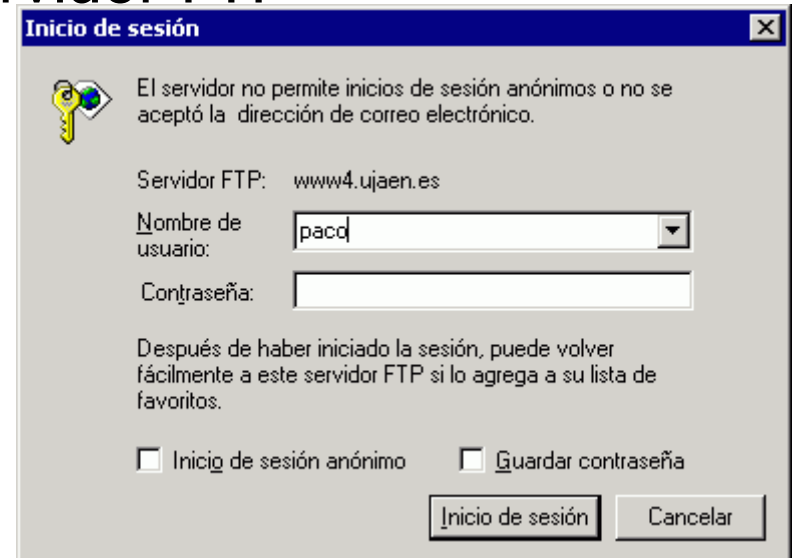 Inicio de sesión
El servidor no permite inicios de sesión anónimos o no se
aceptó la dirección de correo electrónico.
Servidor FTP: www4.ujaen.es
Nombre de
usuario:
paco
Contraseña:
Después de haber iniciado la sesión, puede volver
fácilmente a este servidor FTP si lo agrega a su lista de
favoritos.
Inicio de sesión anónimo Guardar contraseña
Inicio de sesión Cancelar